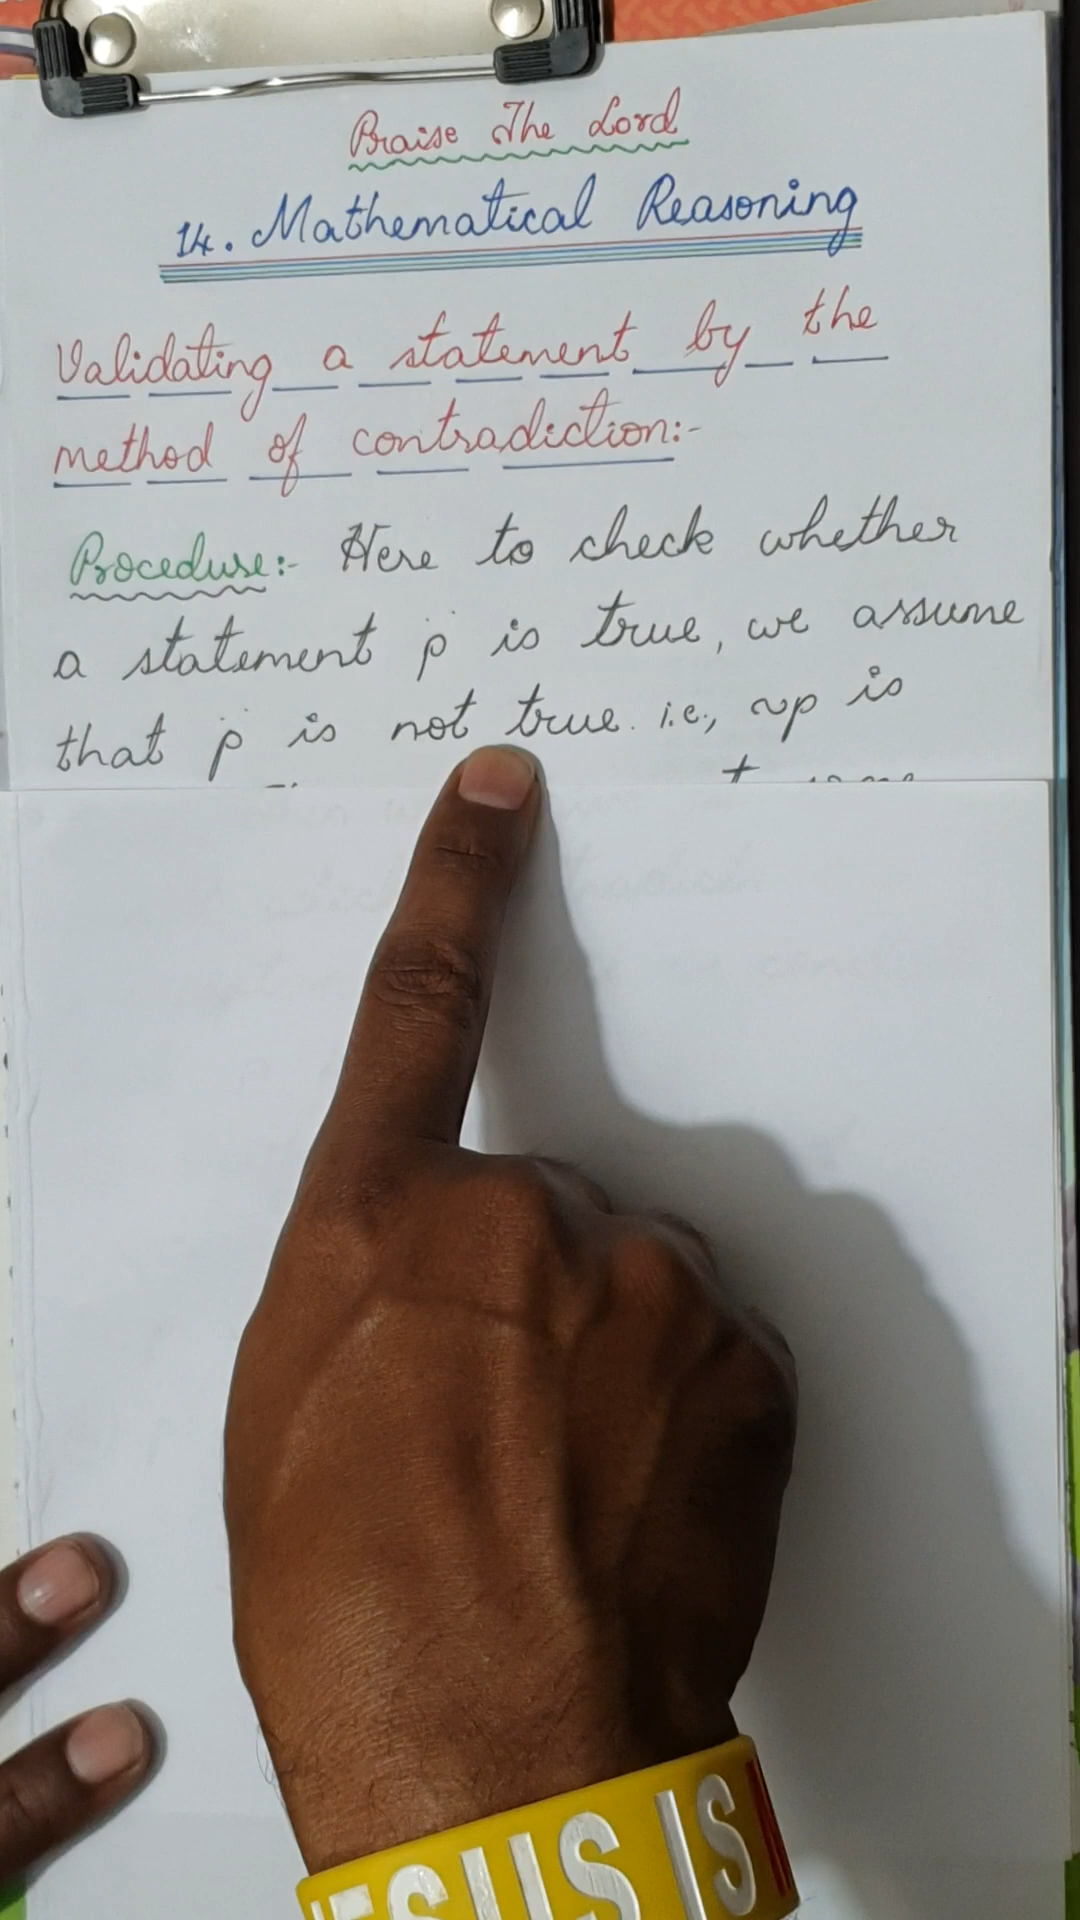 Praise The Lord
14. Mathematical Reasoning
Validating a statement by the
method of contradiction:-
Procedure:- Here to check whether
a statement p is true, we assume
that p is not true. i.e., ~p is
JESUS IS